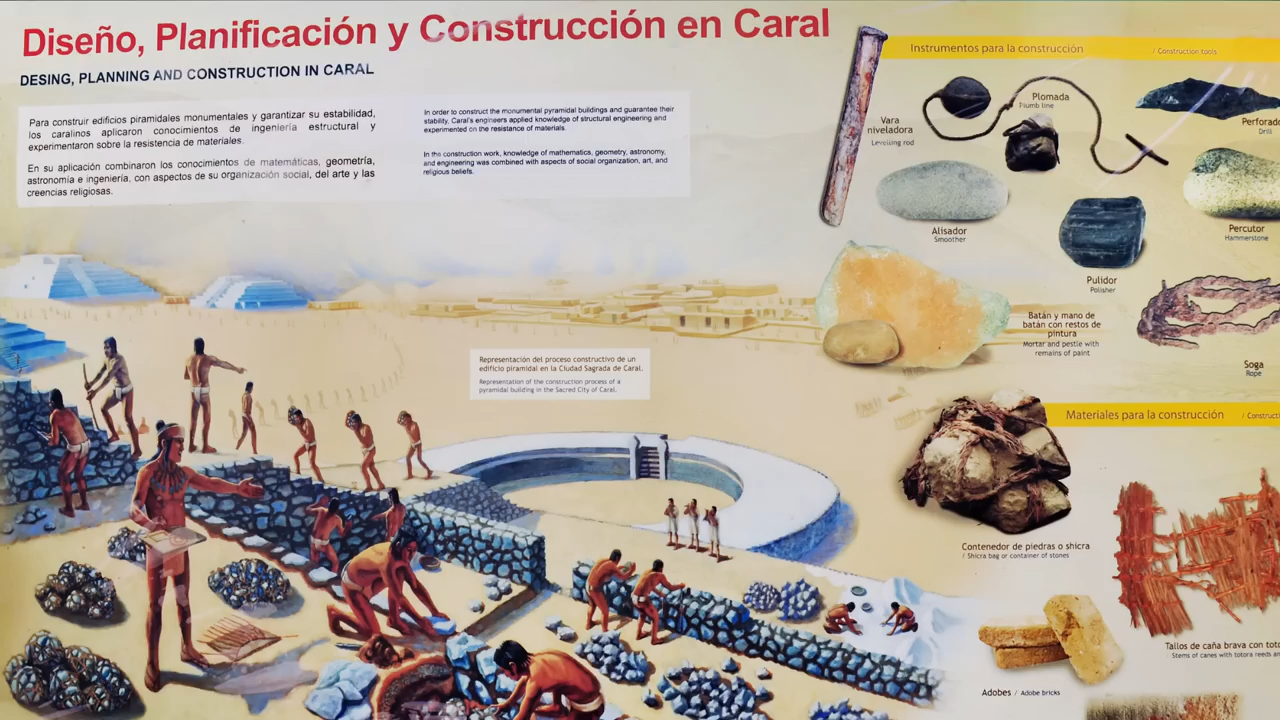 Diseño, Planificación y Construcción en Caral
DESING, PLANNING AND CONSTRUCTION IN CARAL
Para construir edificios piramidales monumentales y garantizar su estabilidad,
los caralinos aplicaron conocimientos de ingeniería estructural y
experimentaron sobre la resistencia de materiales.
En su aplicación combinaron los conocimientos de matemáticas, geometría,
astronomía e ingeniería, con aspectos de su organización social, del arte y las
creencias religiosas.
In order to construct the monumental pyramidal buildings and guarantee their
stability, Caral's engineers applied knowledge of structural engineering and
experimented on the resistance of materials.
In the construction work, knowledge of mathematics, geometry, astronomy,
and engineering was combined with aspects of social organization, art, and
religious beliefs.
Representación del proceso constructivo de un
edificio piramidal en la Ciudad Sagrada de Caral.
Representation of the construction process of a
pyramidal building in the Sacred City of Caral.
Instrumentos para la construcción / Construction tools
Vara
niveladora
Levelling rod
Plomada
Plumb line
Perforado
Drill
Alisador
Smoother
Pulidor
Polisher
Percutor
Hammerstone
Batán y mano de
batán con restos de
pintura
Mortar and pestle with
remains of paint
Soga
Rope
Materiales para la construcción / Constructi
Contenedor de piedras o shicra
/ Shicra bag or container of stones
Tallos de caña brava con toto
Stems of canes with totora reeds an
Adobes / Adobe bricks